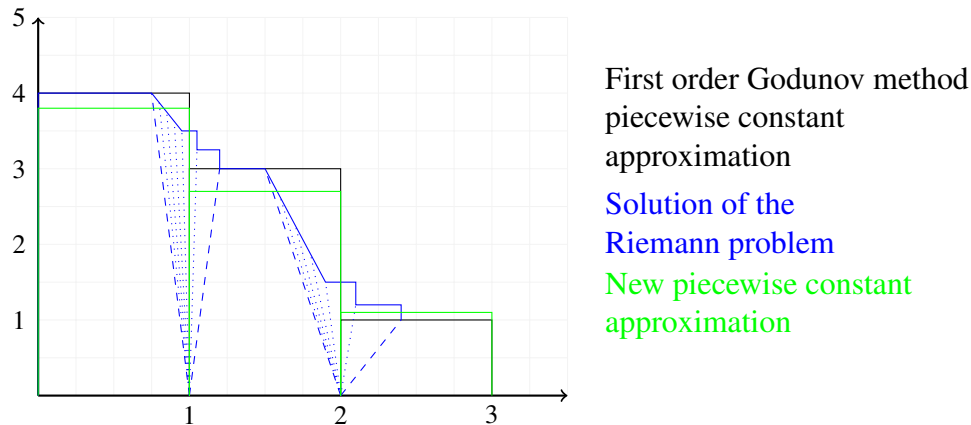 5
4
3
2
1
1
2
3
First order Godunov method
piecewise constant
approximation
Solution of the
Riemann problem
New piecewise constant
approximation